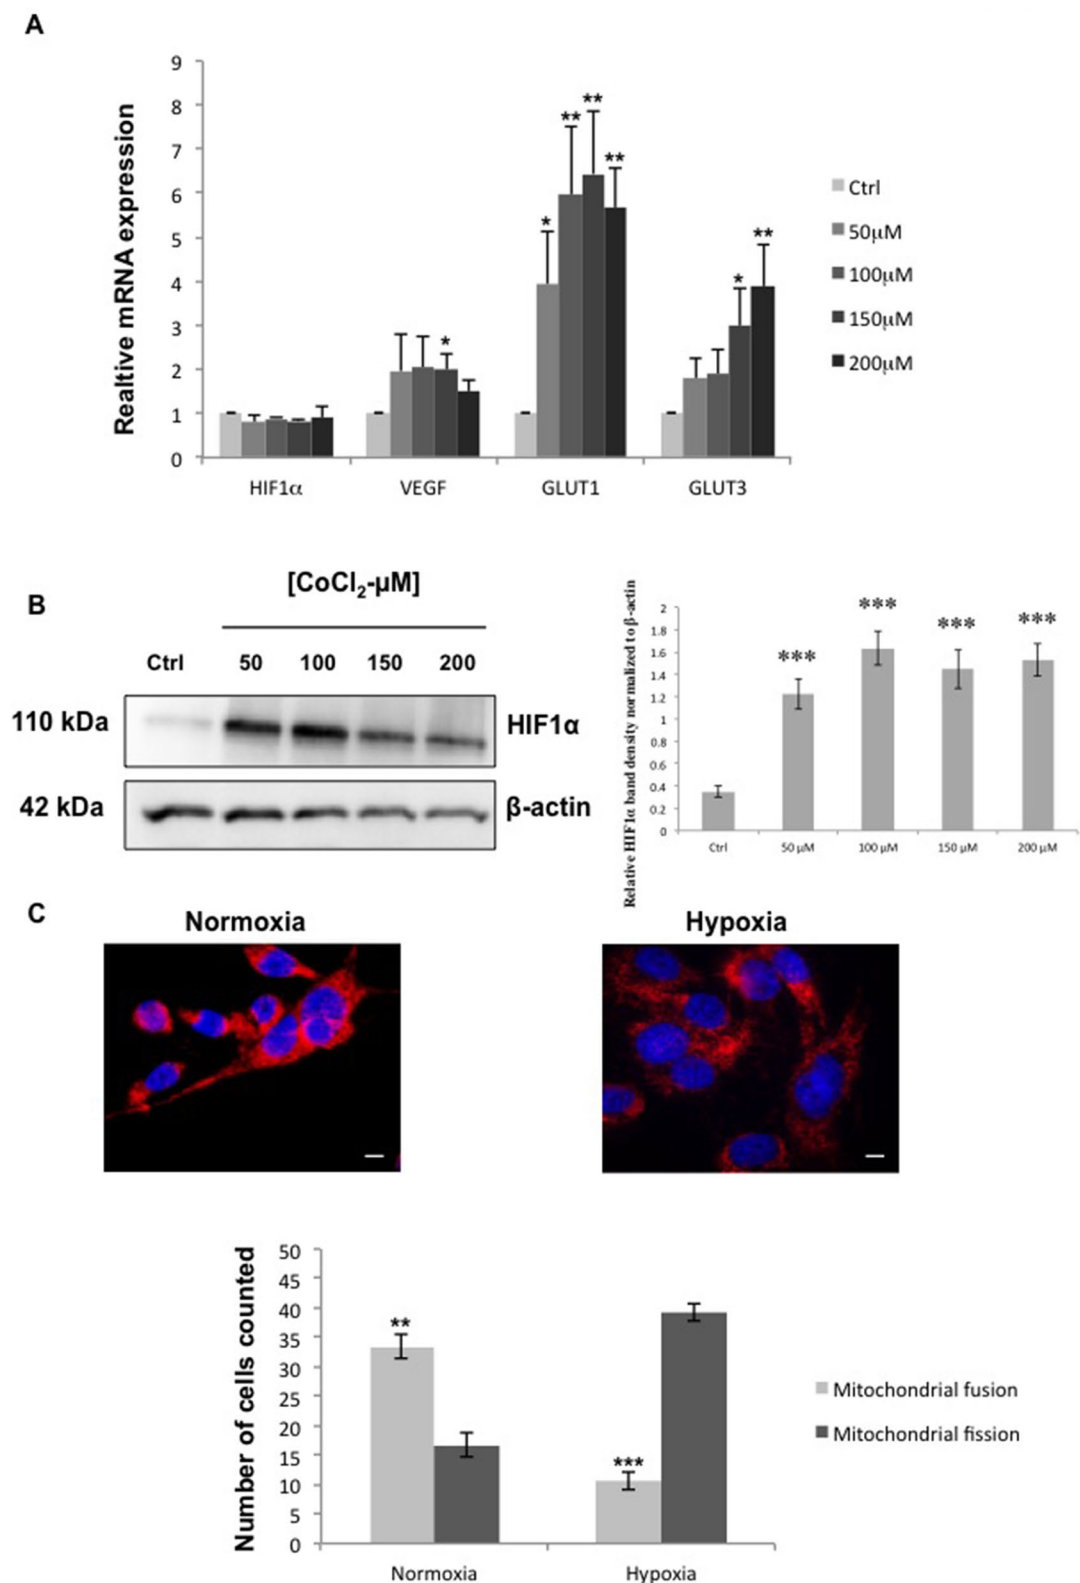 A
Realtive mRNA expression
9
8
7
6
5
4
3
2
1
0
** ** ** * * * **
HIF1α VEGF GLUT1 GLUT3
Ctrl
50µM
100µM
150µM
200µM
B
[CoCl2-µM]
Ctrl 50 100 150 200
110 kDa HIF1α
42 kDa β-actin
Relative HIF1α band density normalized to β-actin
2
1.8
1.6
1.4
1.2
1
0.8
0.6
0.4
0.2
0
*** *** *** ***
Ctrl 50 µM 100 µM 150 µM 200 µM
C
Normoxia Hypoxia
Number of cells counted
50
45
40
35
30
25
20
15
10
5
0
** ***
Normoxia Hypoxia
Mitochondrial fusion
Mitochondrial fission